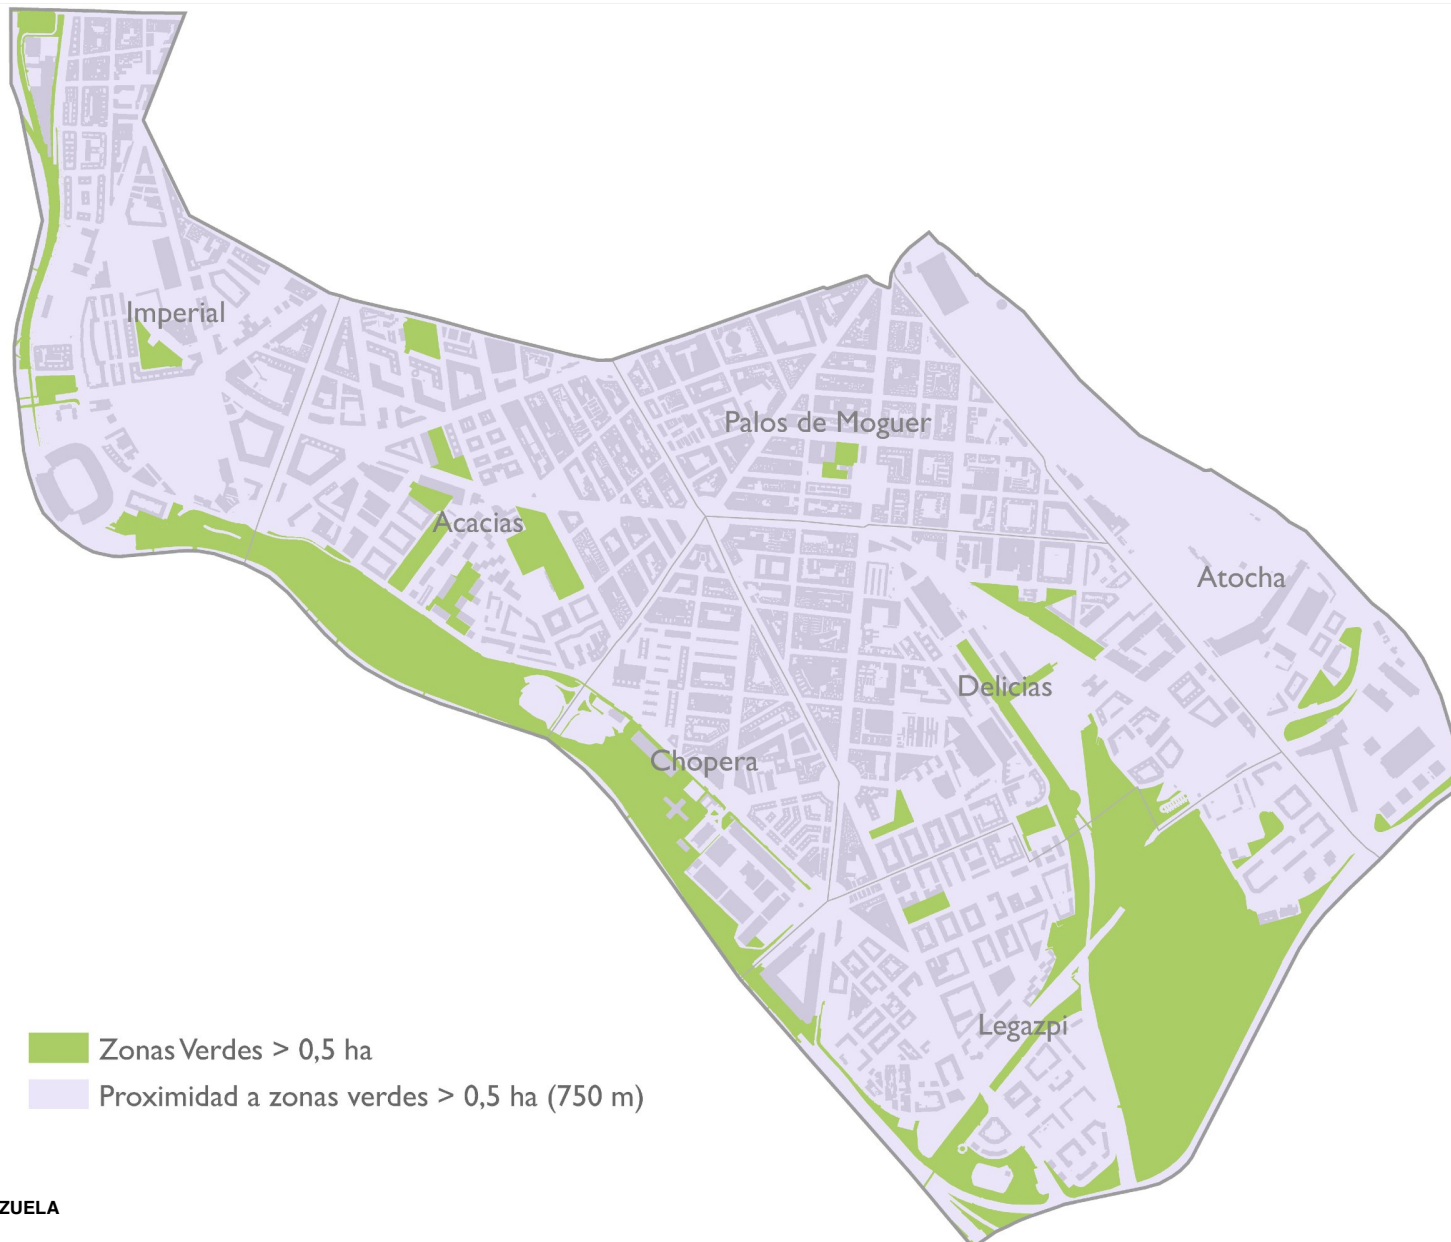 Imperial
Palos de Moguer
Acacias
Atocha
Delicias
Chopera
Legazpi
Zonas Verdes > 0,5 ha
Proximidad a zonas verdes > 0,5 ha (750 m)
ZUELA